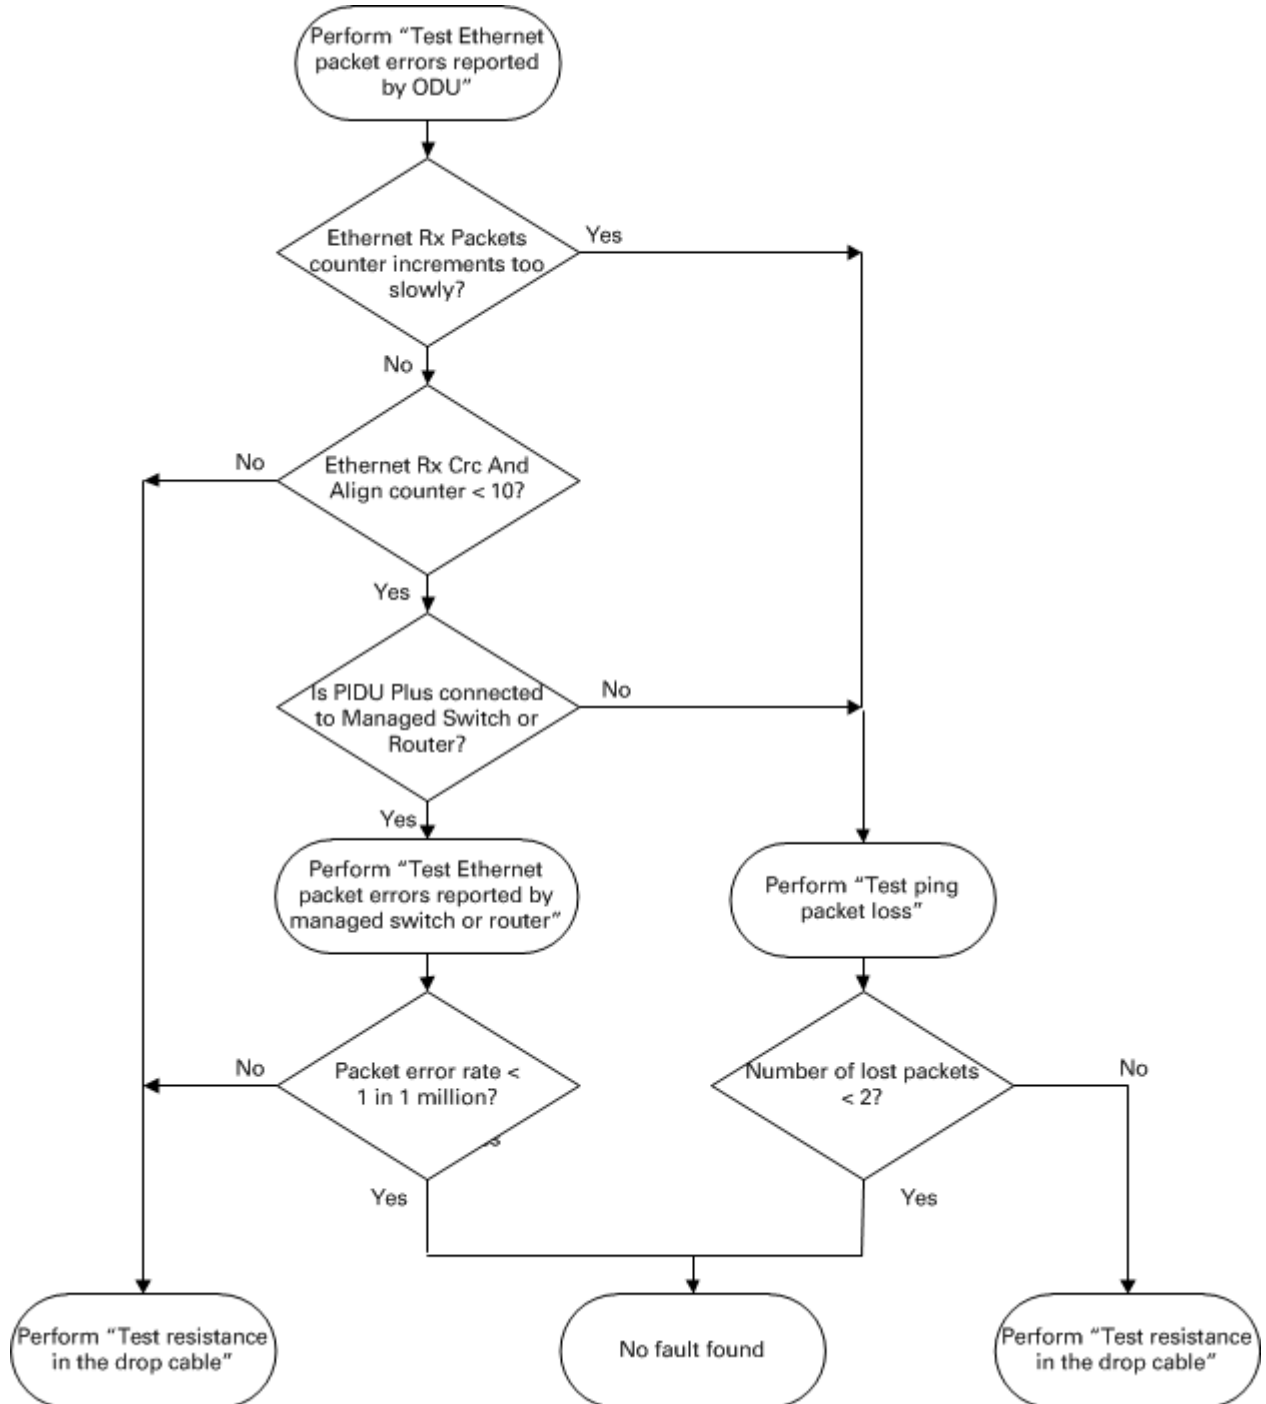 Perform “Test Ethernet
packet errors reported
by ODU”
Ethernet Rx Packets
counter increments too
slowly?
Yes
No
Ethernet Rx Crc And
Align counter < 10?
No
Yes
Is PIDU Plus connected
to Managed Switch or
Router?
No
Yes
Perform “Test Ethernet
packet errors reported by
managed switch or router”
Perform “Test ping
packet loss”
Packet error rate <
1 in 1 million?
No
Yes
Number of lost packets
< 2?
No
Yes
Perform “Test resistance
in the drop cable”
No fault found
Perform “Test resistance
in the drop cable”